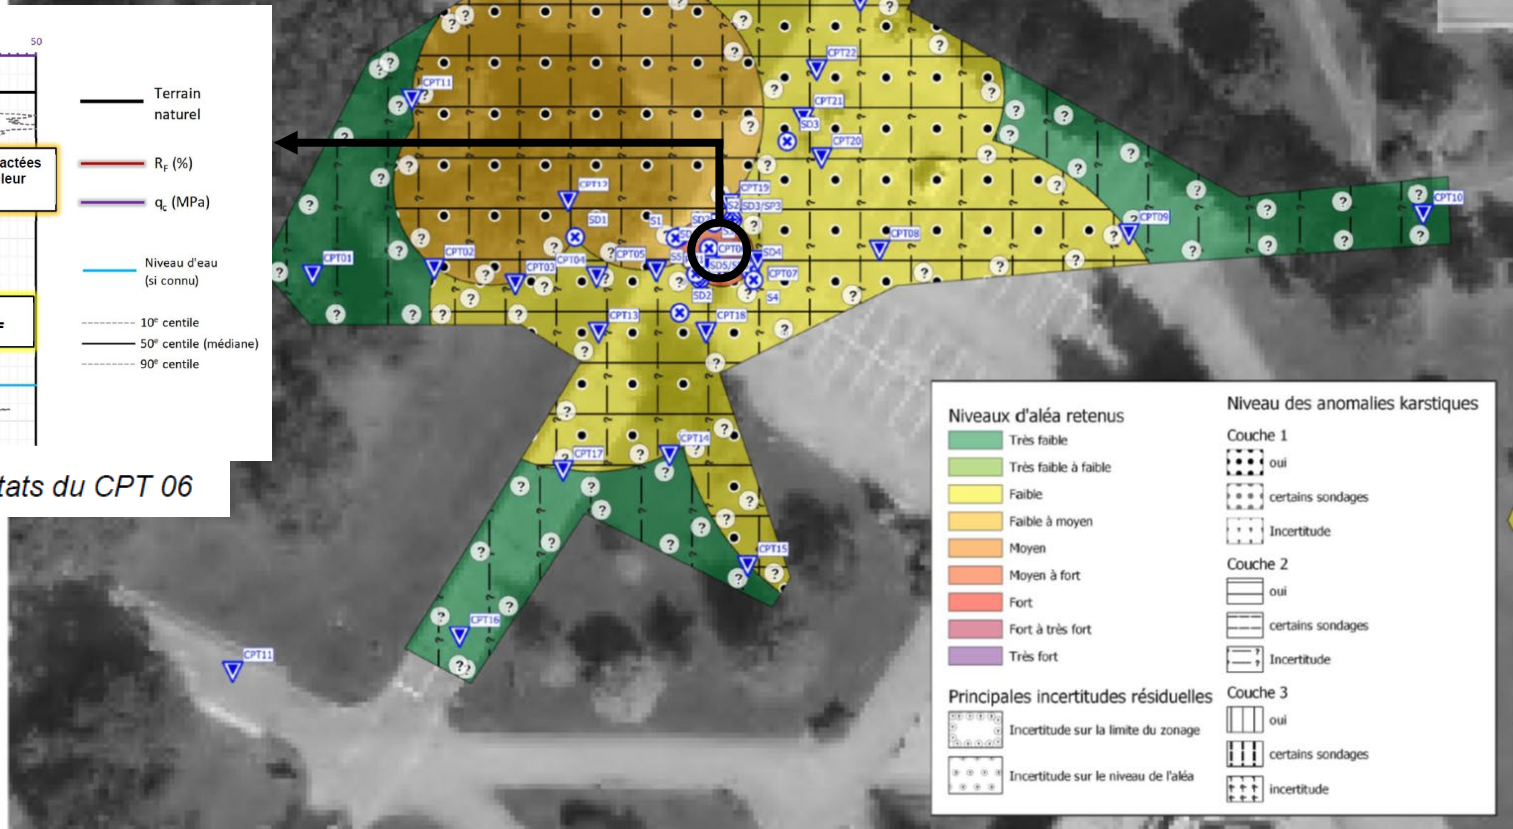 50
Terrain
naturel
actées
leur
R_F (%)
q_c (MPa)
Niveau d'eau
(si connu)
10e centile
50e centile (médiane)
90e centile
tats du CPT 06
CPT22
CPT11
CPT21
SD3
CPT20
CPT12
CPT19
S2
SD3/SP3
CPT10
SD1
S1
CPT09
CPT08
CPT01
CPT02
CPT03
CPT04
CPT05
S5
SD4
CPT07
SD2
S4
CPT13
CPT18
CPT14
CPT17
CPT15
CPT16
CPT11
Niveaux d'aléa retenus
Très faible
Très faible à faible
Faible
Faible à moyen
Moyen
Moyen à fort
Fort
Fort à très fort
Très fort
Principales incertitudes résiduelles
Incertitude sur la limite du zonage
Incertitude sur le niveau de l'aléa
Niveau des anomalies karstiques
Couche 1
oui
certains sondages
Incertitude
Couche 2
oui
certains sondages
Incertitude
Couche 3
oui
certains sondages
incertitude